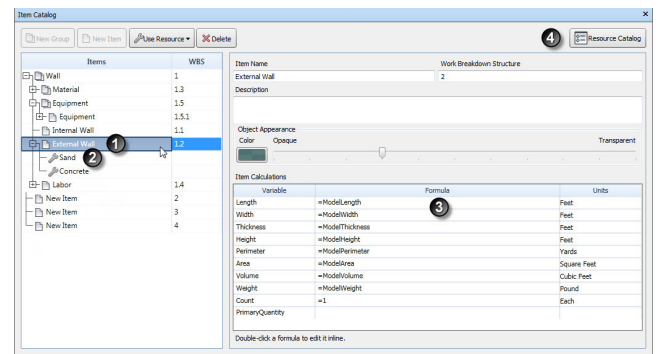 Item Catalog
New Group New Item Use Resource Delete 4 Resource Catalog
Items WBS
Wall 1
Material 1.3
Equipment 1.5
Equipment 1.5.1
Internal Wall 1.1
External Wall 1 1.2
Sand 2
Concrete
Labor 1.4
New Item 2
New Item 3
New Item 4
Item Name Work Breakdown Structure
External Wall 2
Description
Object Appearance
Color Opaque Transparent
Item Calculations
Variable Formula Units
Length =ModelLength 3 Feet
Width =ModelWidth Feet
Thickness =ModelThickness Feet
Height =ModelHeight Feet
Perimeter =ModelPerimeter Yards
Area =ModelArea Square Feet
Volume =ModelVolume Cubic Feet
Weight =ModelWeight Pound
Count =1 Each
PrimaryQuantity
Double-click a formula to edit it inline.